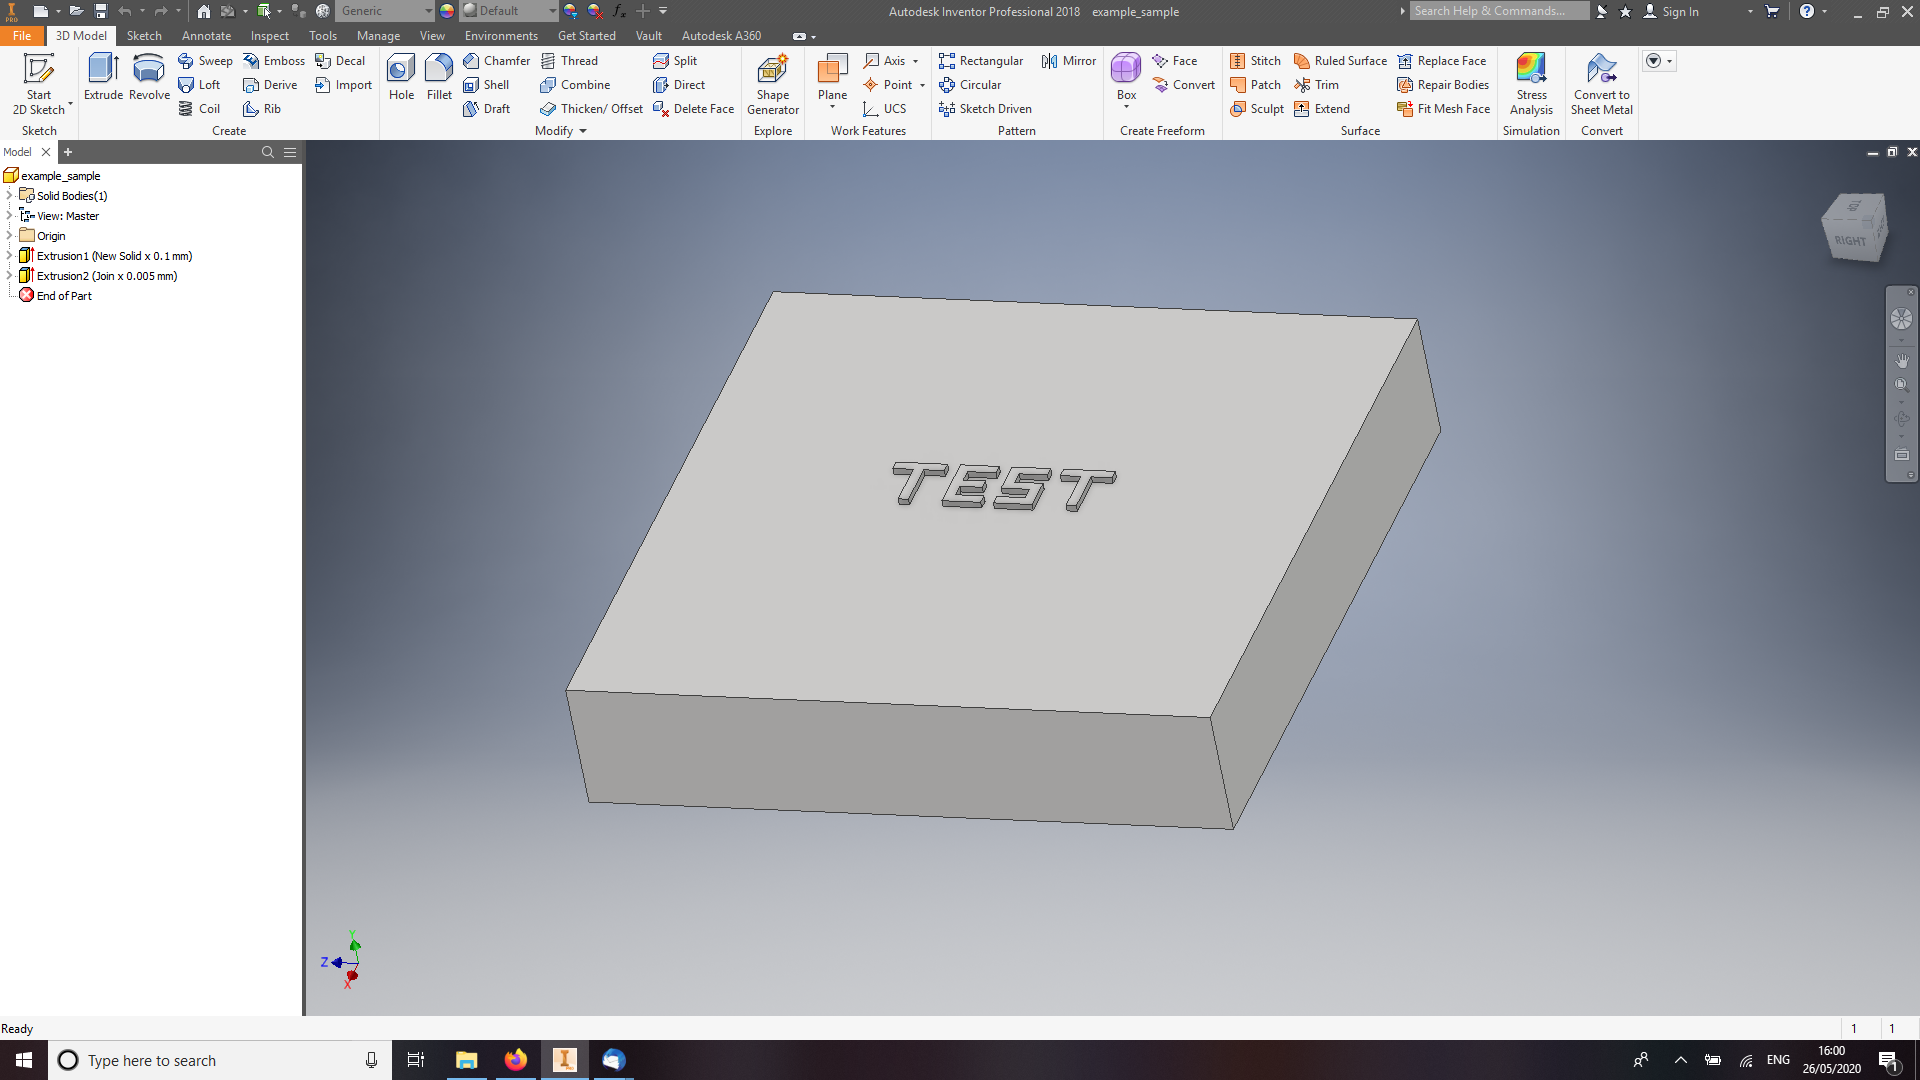 Generic
Default
Autodesk Inventor Professional 2018 example_sample
Search Help & Commands...
Sign In
PRO
File 3D Model Sketch Annotate Inspect Tools Manage View Environments Get Started Vault Autodesk A360
Start
2D Sketch
Sketch
Extrude
Revolve
Sweep
Loft
Coil
Emboss
Derive
Rib
Decal
Import
Create
Hole
Fillet
Chamfer
Shell
Draft
Thread
Combine
Thicken/ Offset
Split
Direct
Delete Face
Modify
Shape
Generator
Explore
Plane
Axis
Point
UCS
Work Features
Rectangular
Circular
Sketch Driven
Mirror
Pattern
Box
Face
Convert
Create Freeform
Stitch
Patch
Sculpt
Ruled Surface
Trim
Extend
Replace Face
Repair Bodies
Fit Mesh Face
Surface
Stress
Analysis
Simulation
Convert to
Sheet Metal
Convert
Model
example_sample
Solid Bodies(1)
View: Master
Origin
Extrusion1 (New Solid x 0.1 mm)
Extrusion2 (Join x 0.005 mm)
End of Part
TOP
RIGHT
TEST
Y
Z
X
Ready
1 1
Type here to search
ENG
16:00
26/05/2020
1